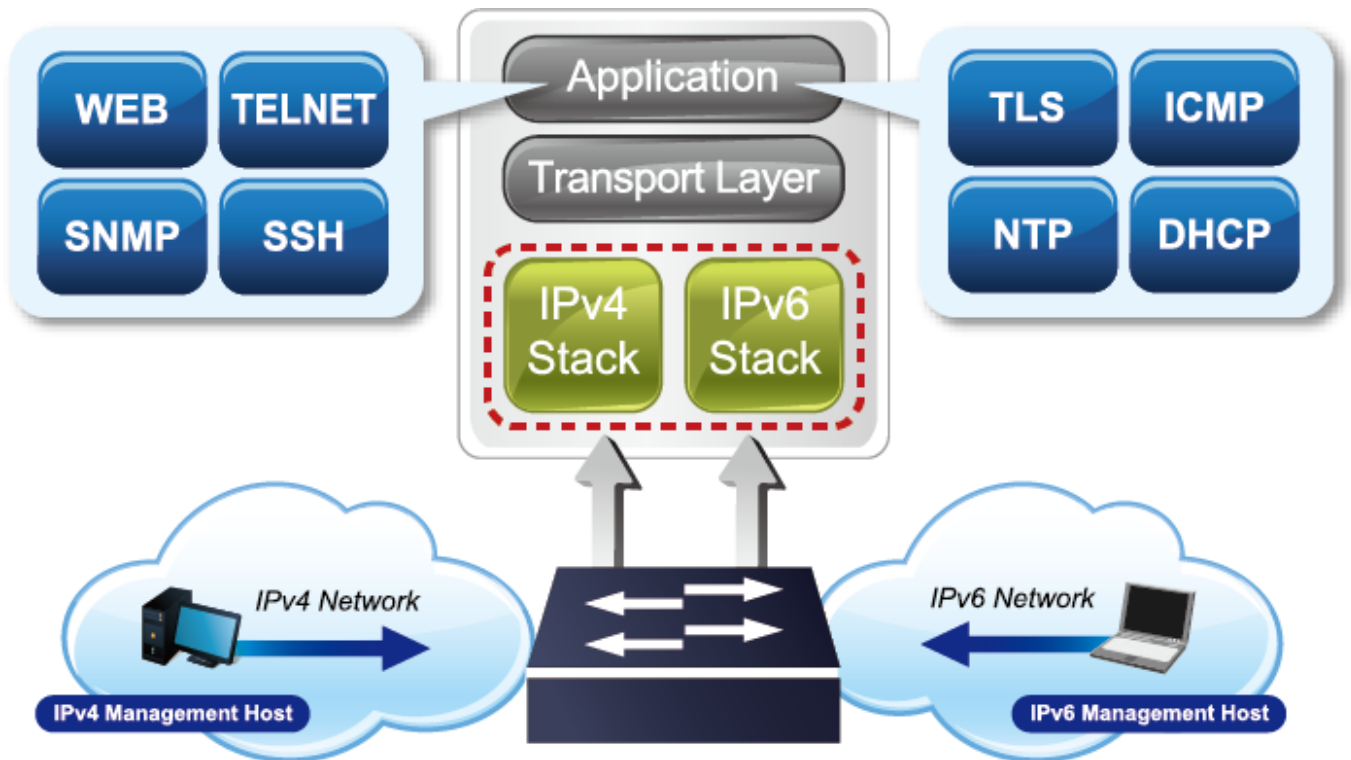 WEB
TELNET
SNMP
SSH
Application
Transport Layer
IPv4
Stack
IPv6
Stack
TLS
ICMP
NTP
DHCP
IPv4 Network
IPv4 Management Host
IPv6 Network
IPv6 Management Host